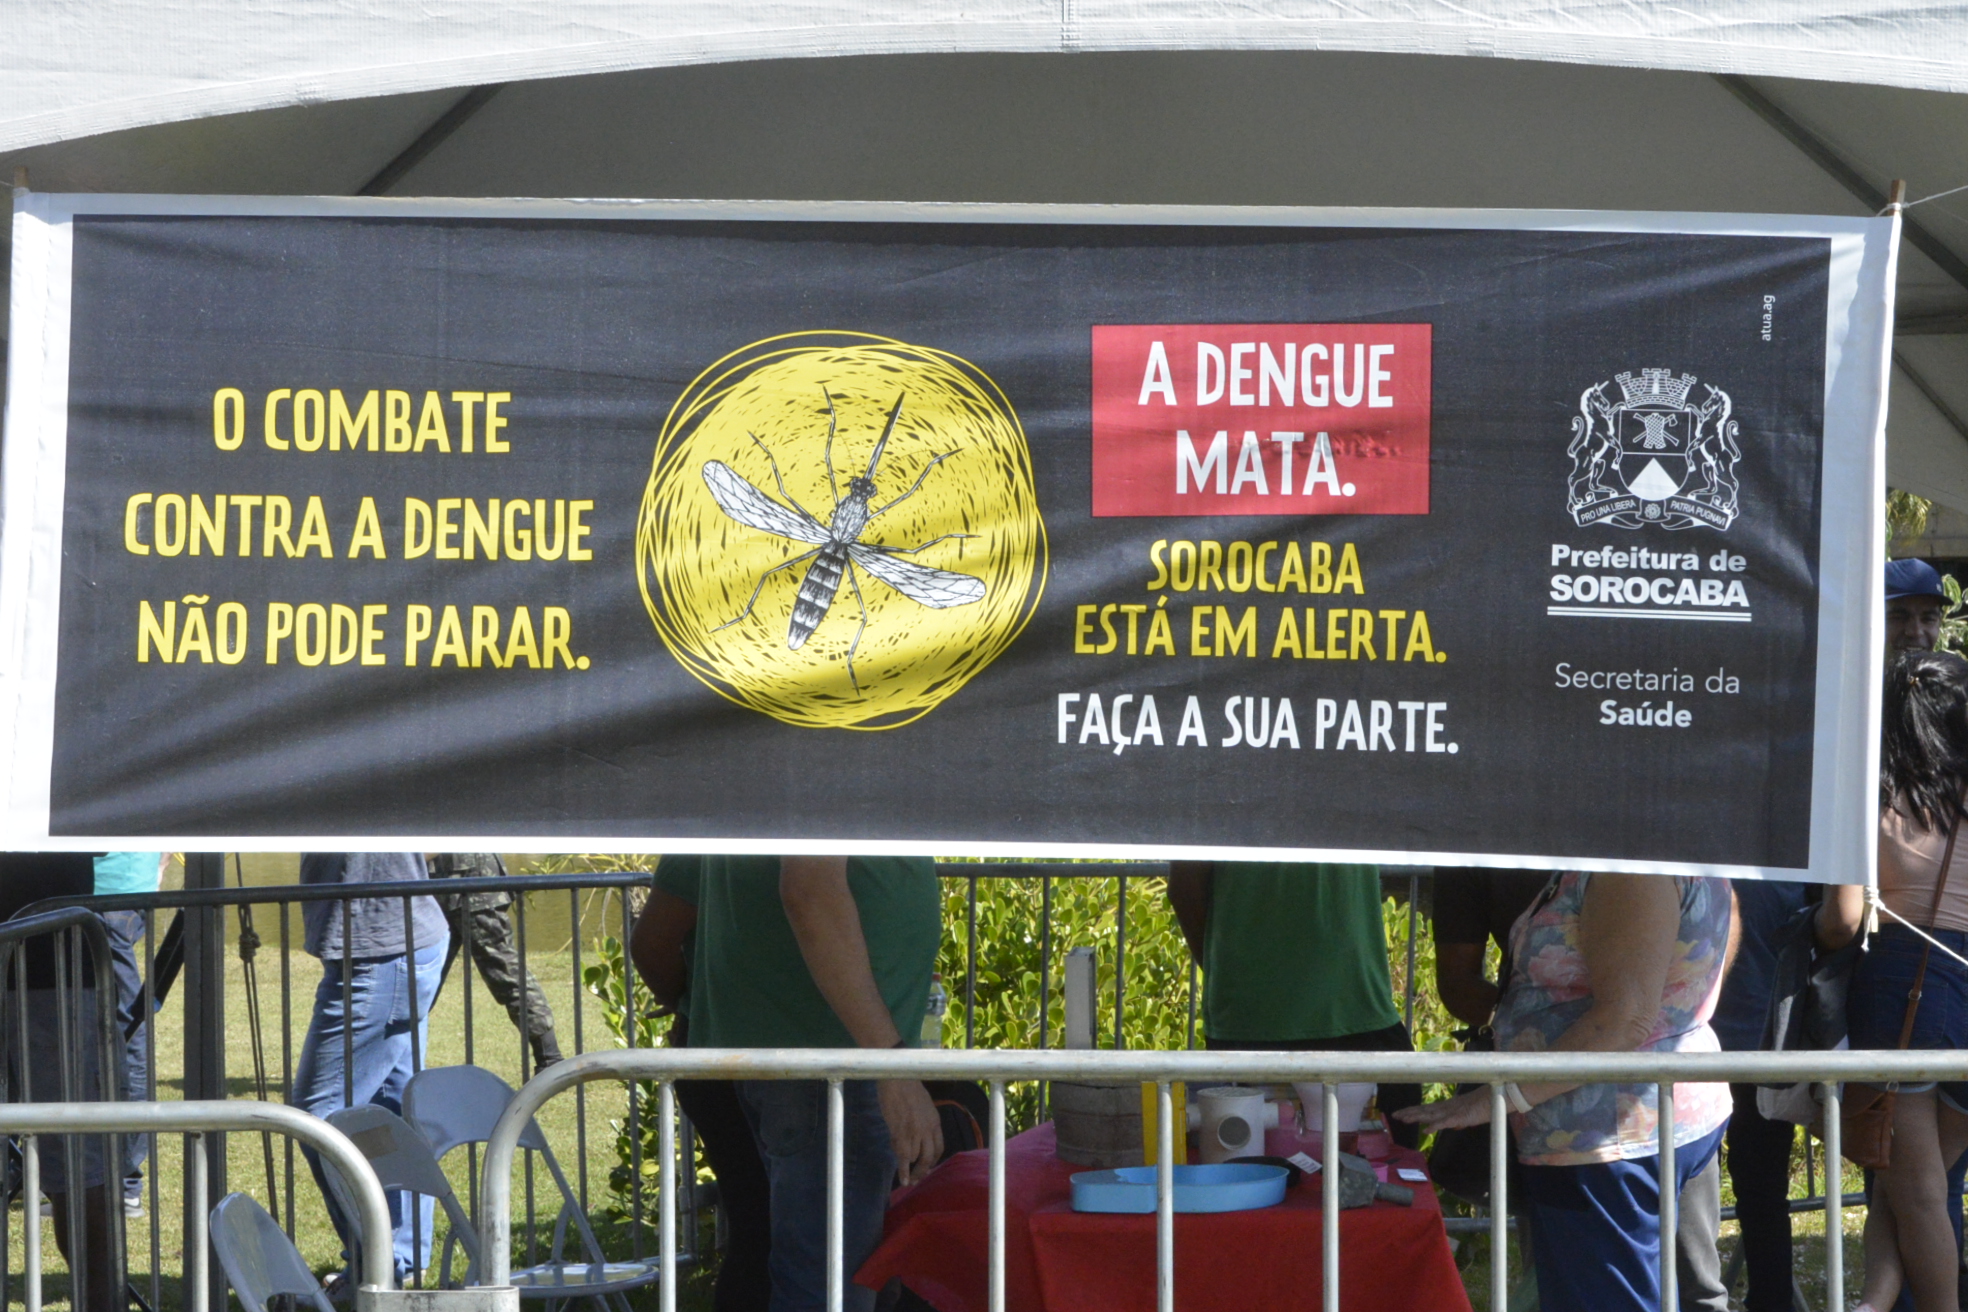 O COMBATE
CONTRA A DENGUE
NÃO PODE PARAR.
A DENGUE
MATA.
SOROCABA
ESTÁ EM ALERTA.
FAÇA A SUA PARTE.
atua.ag
PRO UNA LIBERA PATRIA PUGNAVI
Prefeitura de
SOROCABA
Secretaria da
Saúde